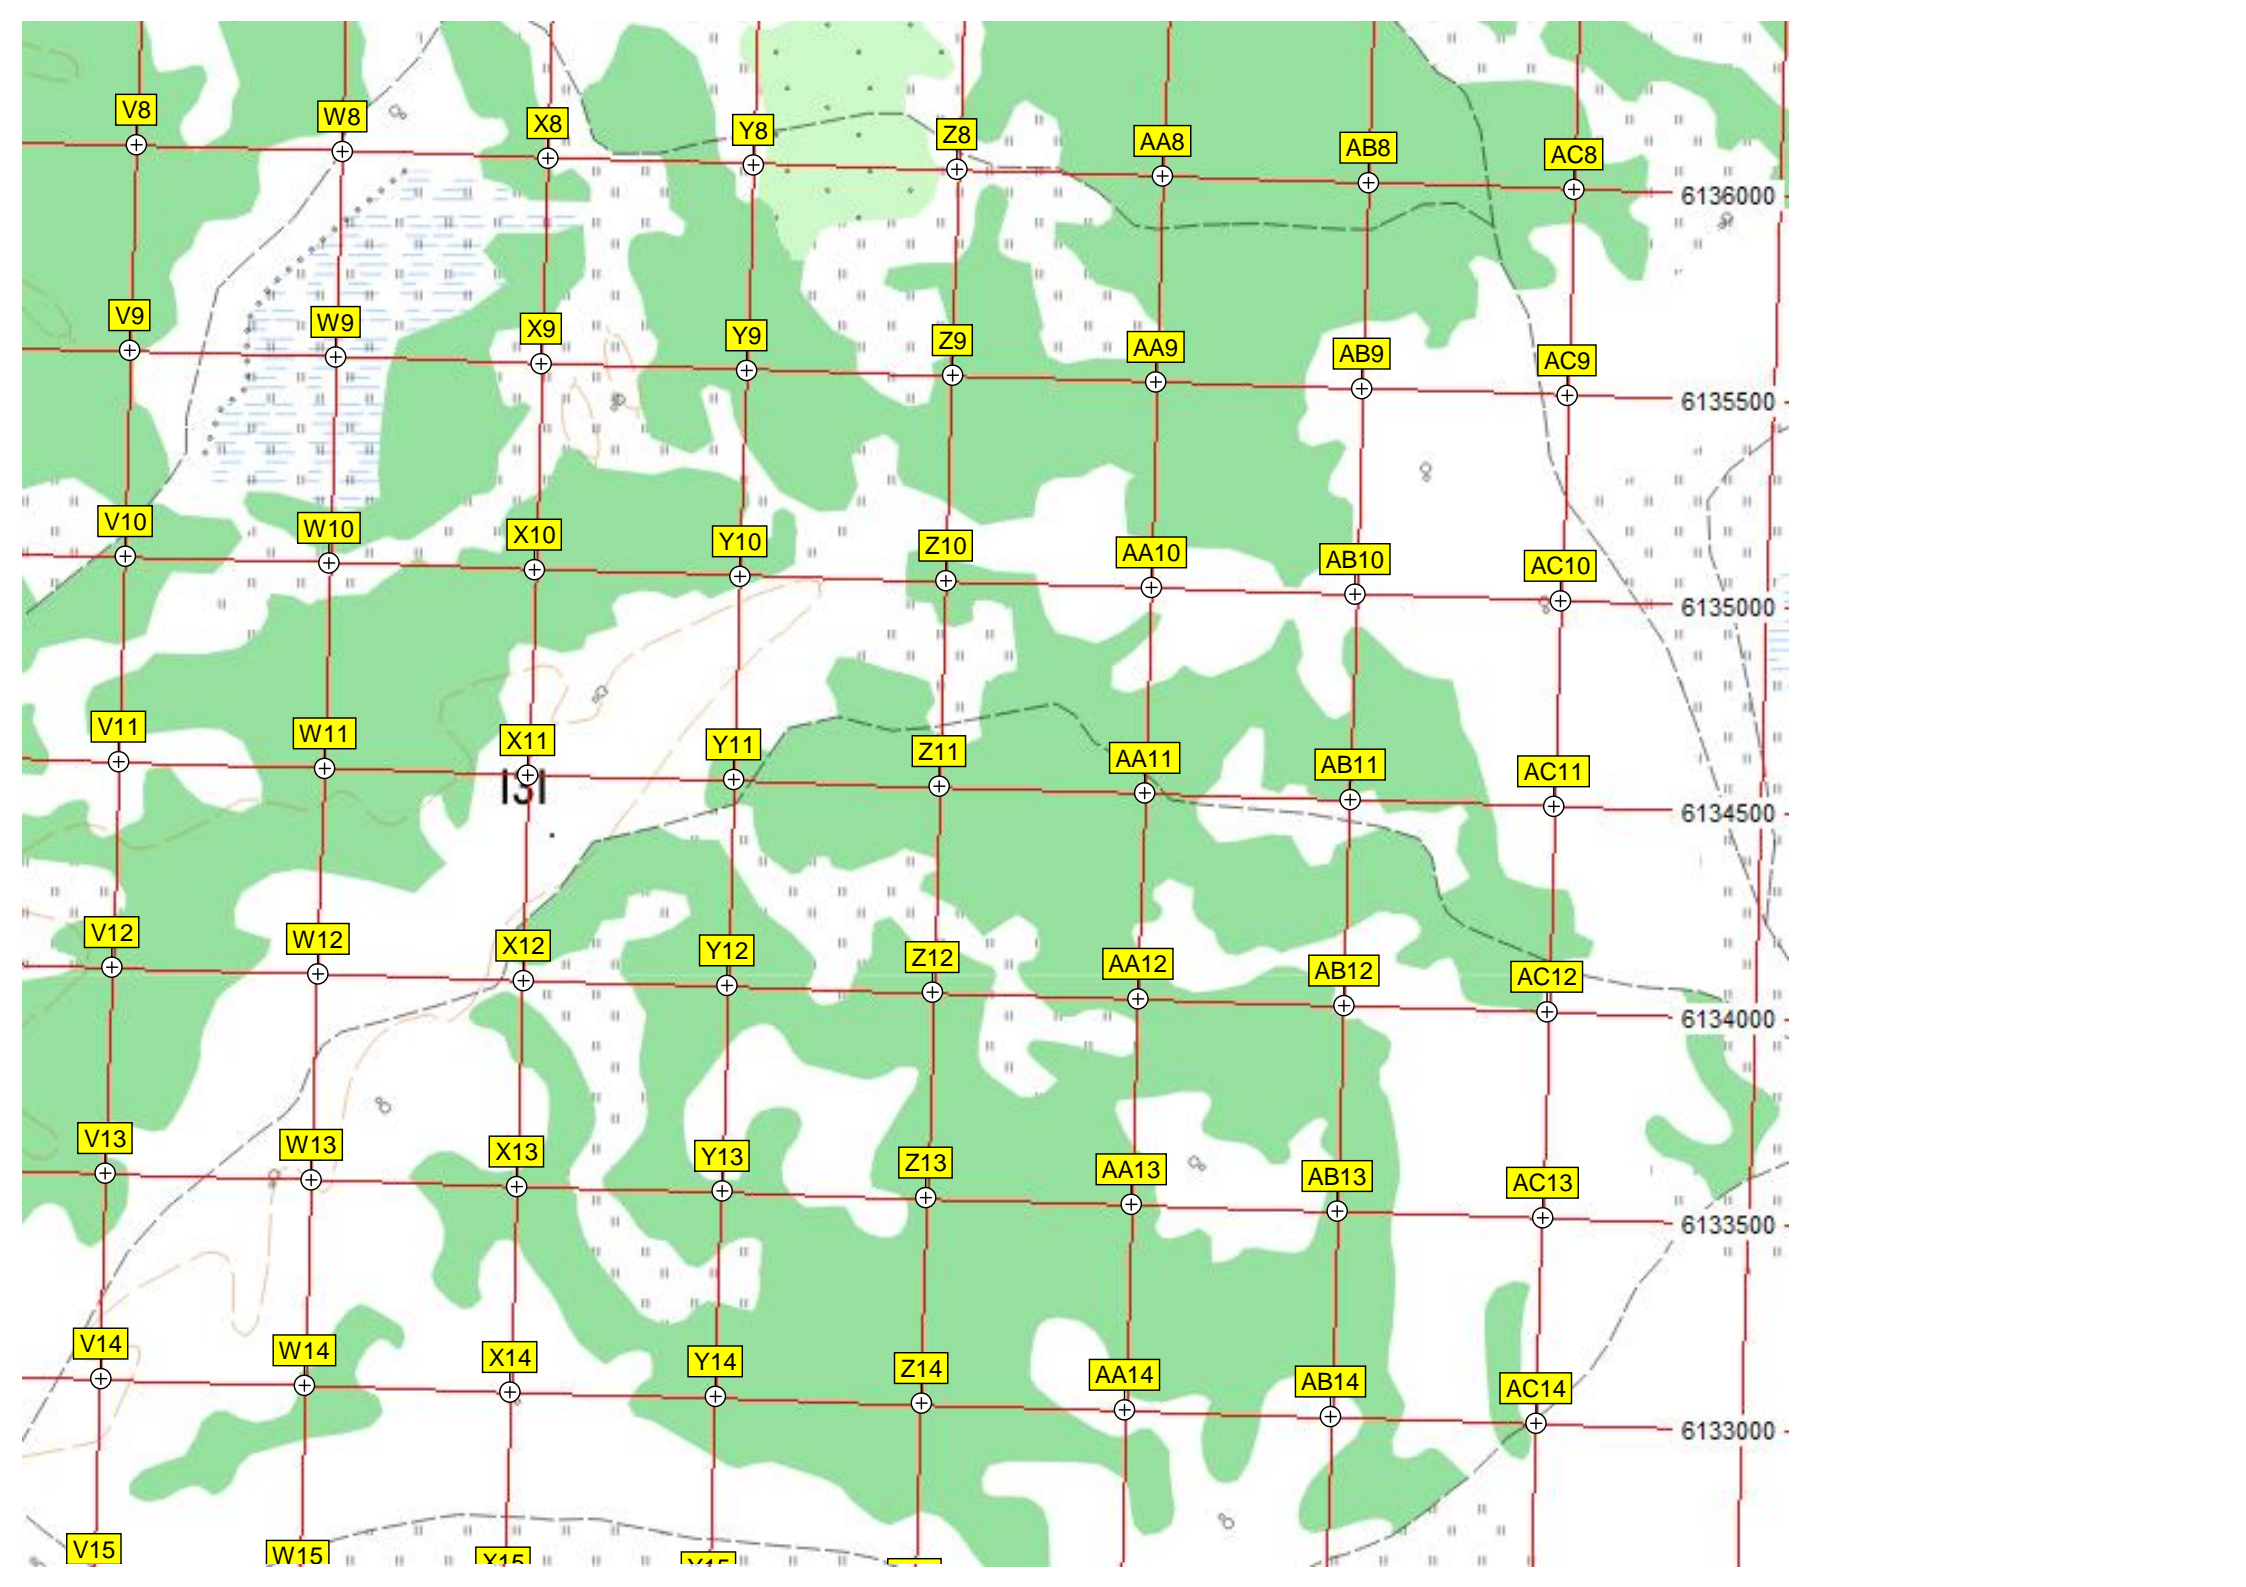 V8 W8 X8 Y8 Z8 AA8 AB8 AC8
6136000
V9 W9 X9 Y9 Z9 AA9 AB9 AC9
6135500
V10 W10 X10 Y10 Z10 AA10 AB10 AC10
6135000
V11 W11 X11 Y11 Z11 AA11 AB11 AC11
131
6134500
V12 W12 X12 Y12 Z12 AA12 AB12 AC12
6134000
V13 W13 X13 Y13 Z13 AA13 AB13 AC13
6133500
V14 W14 X14 Y14 Z14 AA14 AB14 AC14
6133000
V15 W15 X15 Y15